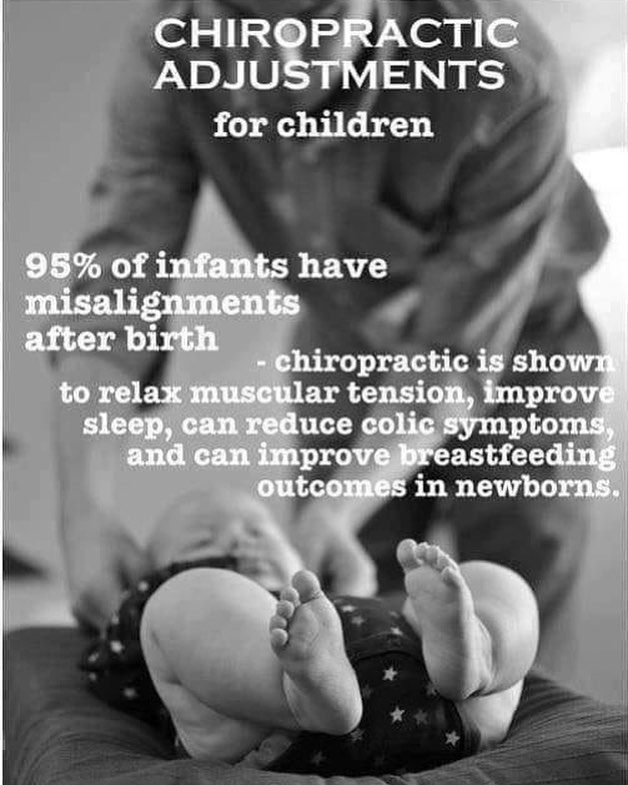 CHIROPRACTIC
ADJUSTMENTS
for children
95% of infants have
misalignments
after birth
- chiropractic is shown
to relax muscular tension, improve
sleep, can reduce colic symptoms,
and can improve breastfeeding
outcomes in newborns.